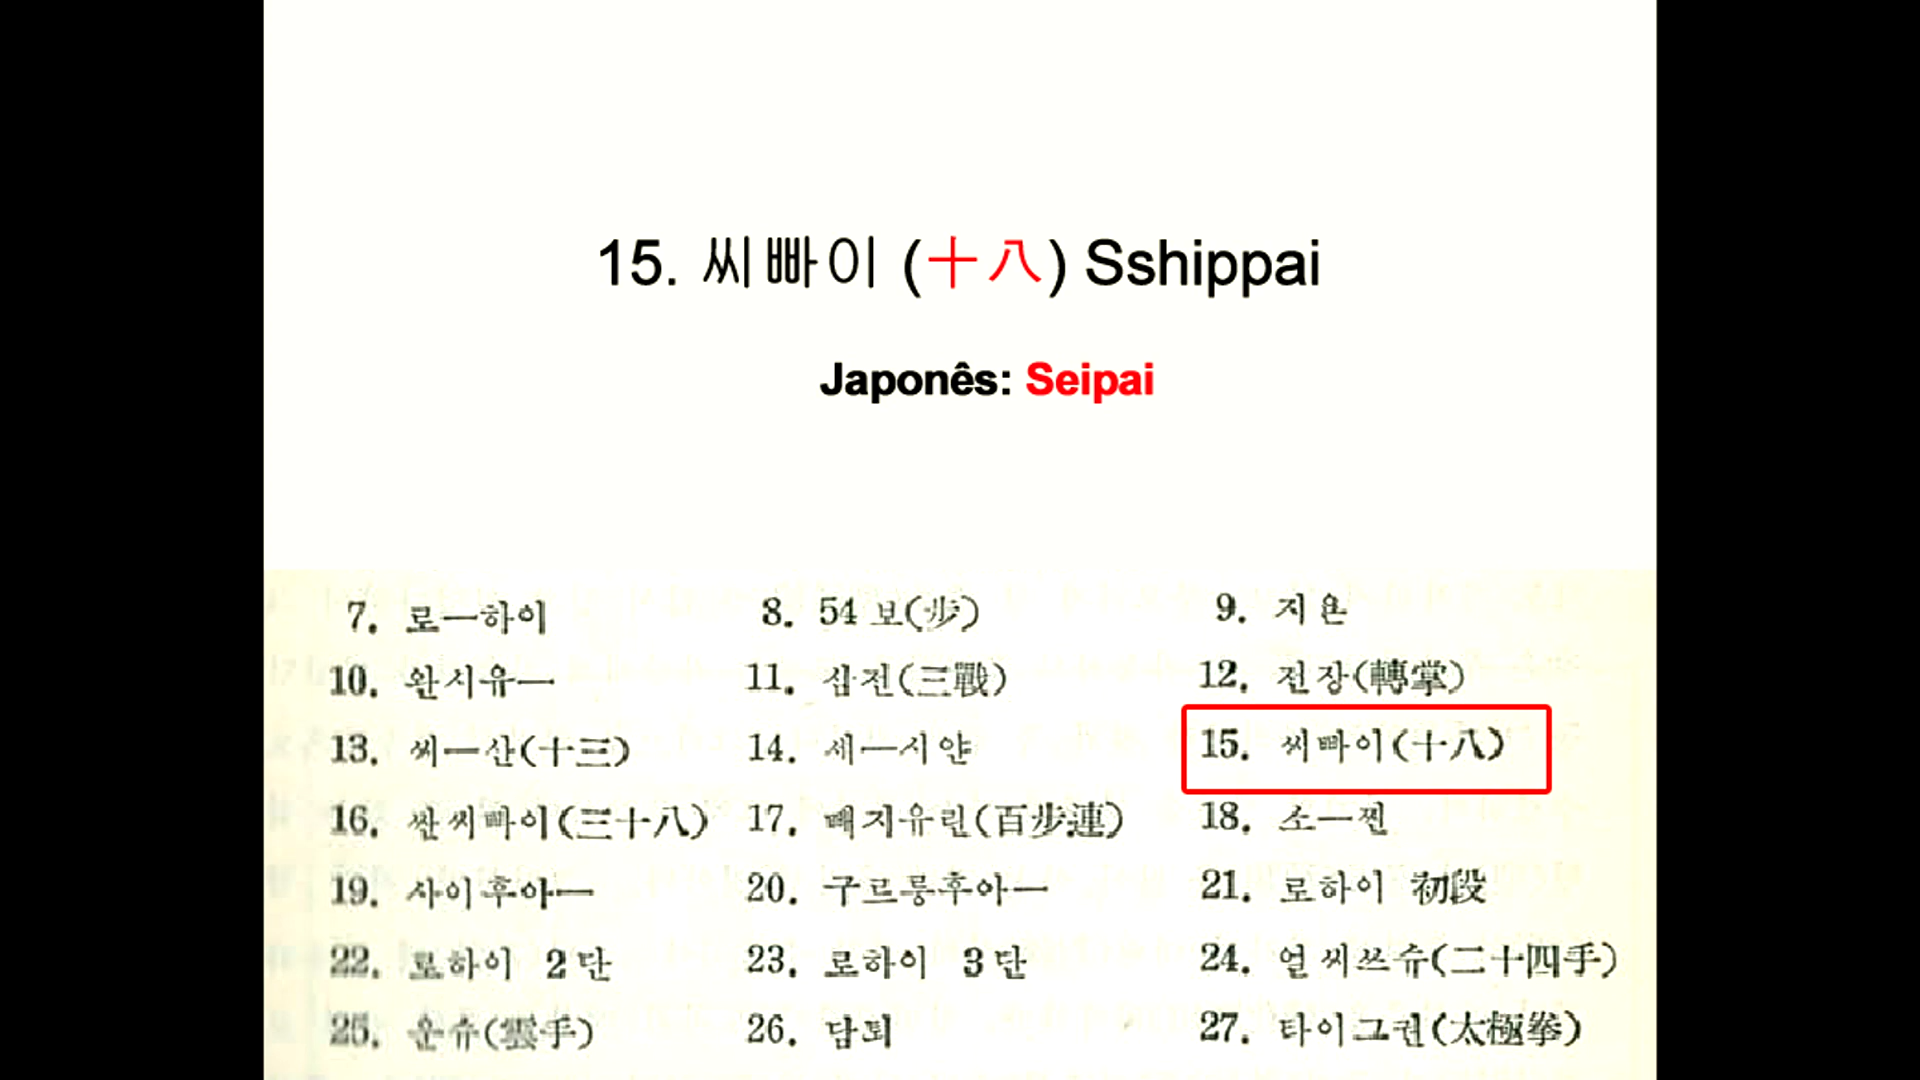 15. 씨빠이 (十八) Sshippai
Japonês: Seipai
7. 로—하이 8. 54 보(步) 9. 지온
10. 완시유— 11. 삼전(三戰) 12. 전장(轉掌)
13. 씨—산(十三) 14. 세—시얀 15. 씨빠이(十八)
16. 싼씨빠이(三十八) 17. 빼지유린(百步連) 18. 소—찐
19. 사이후아— 20. 구르릉후아— 21. 로하이 初段
22. 로하이 2단 23. 로하이 3단 24. 얼씨쓰슈(二十四手)
25. 운슈(雲手) 26. 담퇴 27. 타이그권(太極拳)